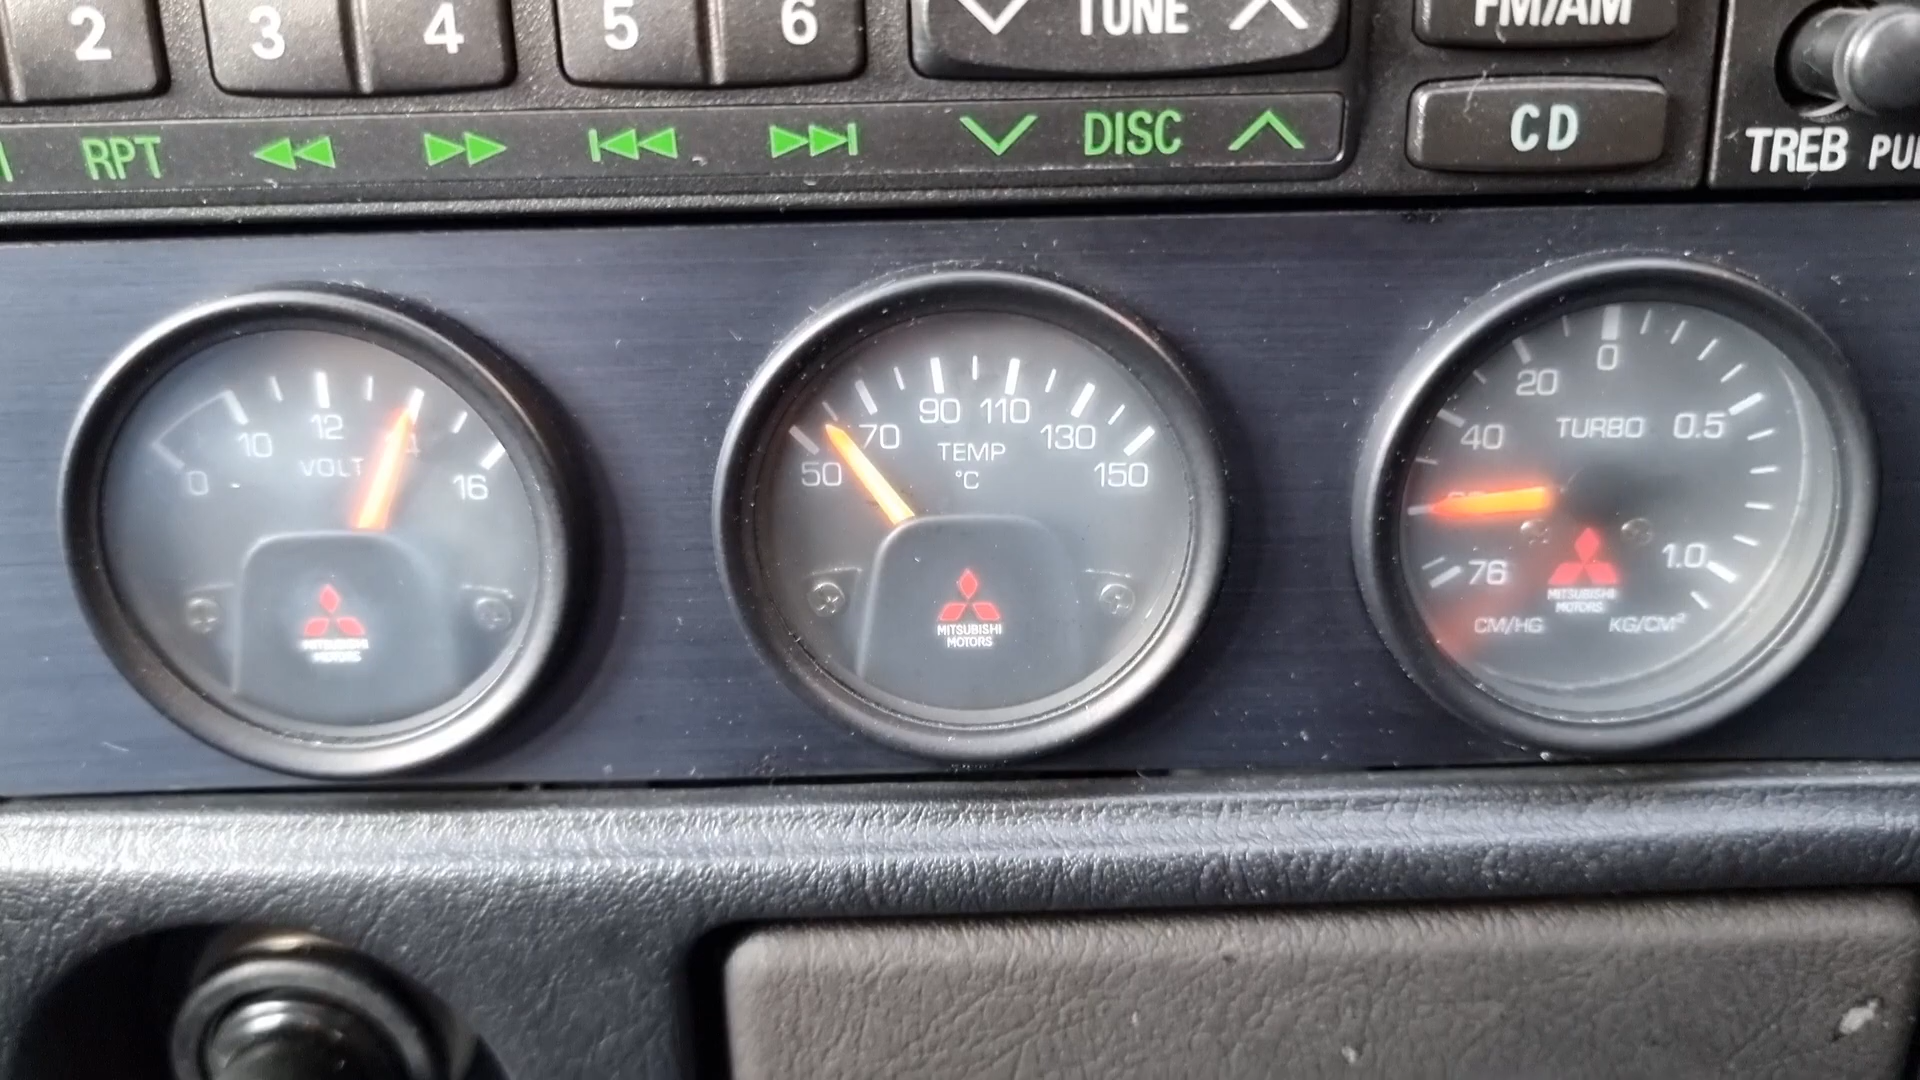 2 3 4 5 6 TUNE FM/AM
RPT DISC CD
TREB
10 12 16
0
VOLT
MITSUBISHI
MOTORS
50 70 90 110 130 150
TEMP
°C
MITSUBISHI
MOTORS
0
20
40
TURBO 0.5
76 1.0
MITSUBISHI
MOTORS
CM/HG KG/CM²